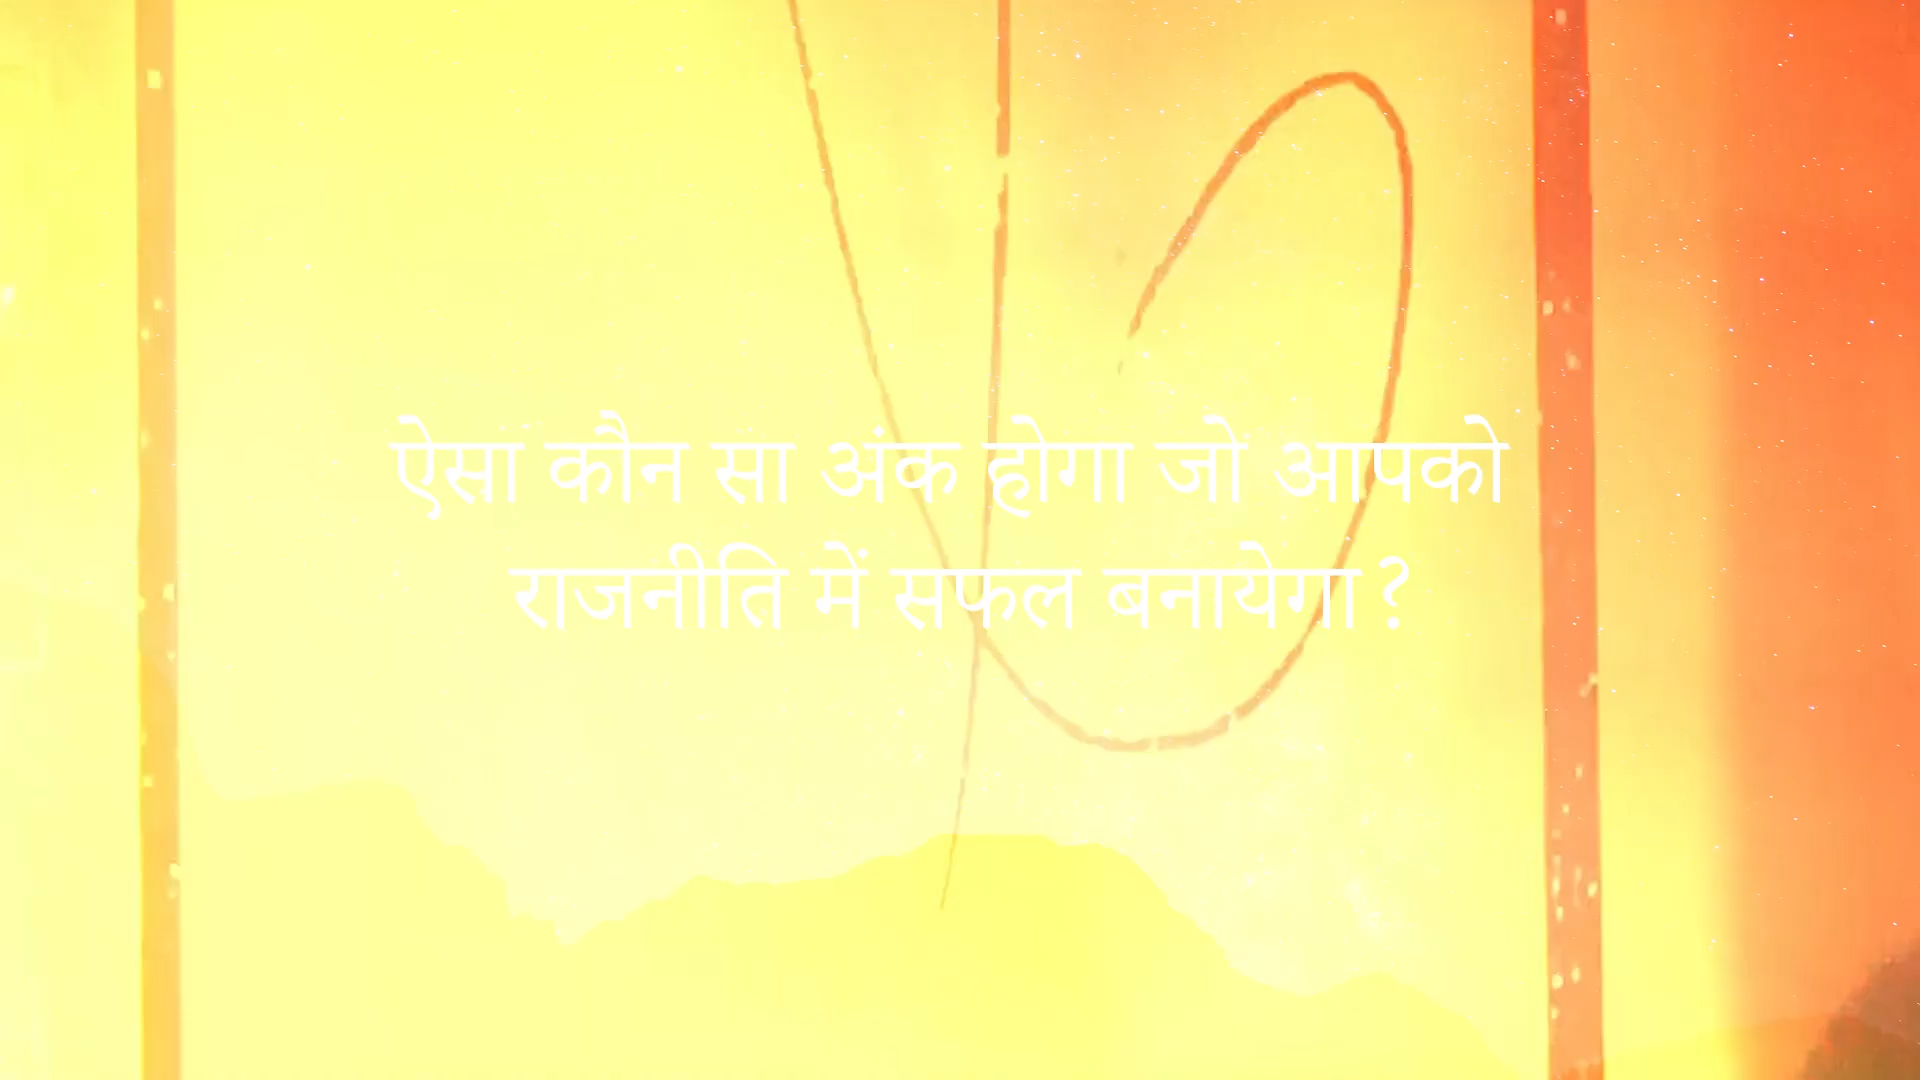 ऐसा कौन सा अंक होगा जो आपको
राजनीति में सफल बनायेगा?